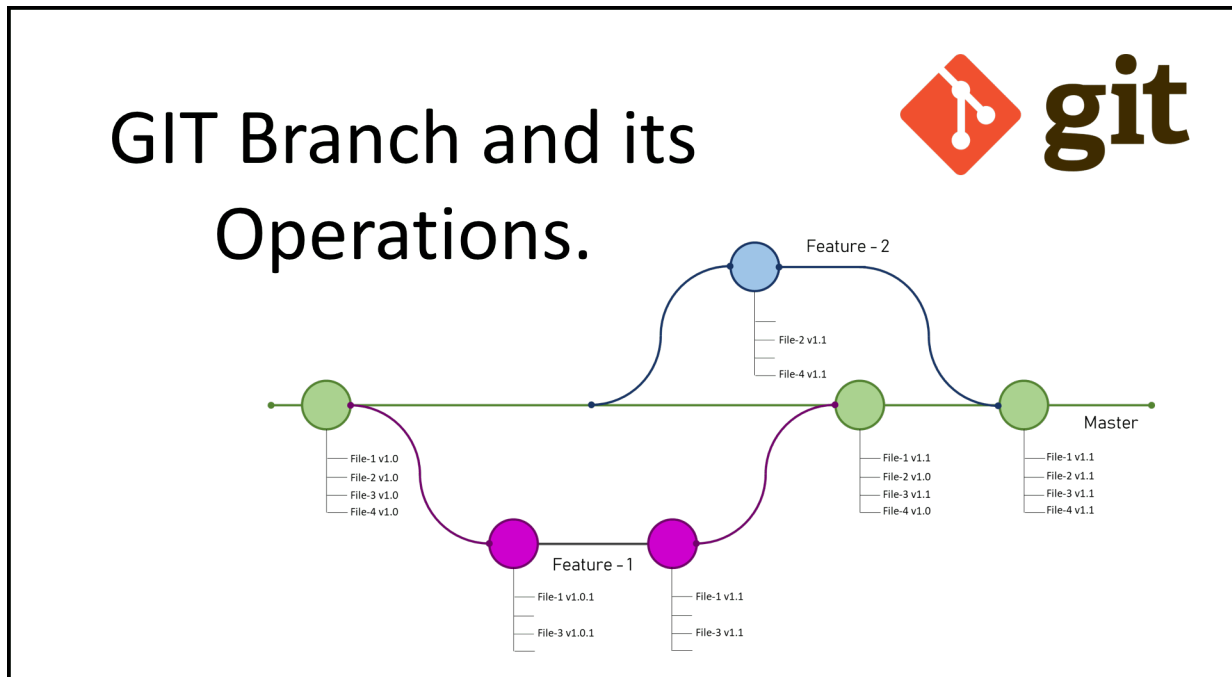 GIT Branch and its
Operations.
git
Feature - 2
File-2 v1.1
File-4 v1.1
Master
File-1 v1.0
File-2 v1.0
File-3 v1.0
File-4 v1.0
File-1 v1.1
File-2 v1.0
File-3 v1.1
File-4 v1.0
File-1 v1.1
File-2 v1.1
File-3 v1.1
File-4 v1.1
Feature - 1
File-1 v1.0.1
File-3 v1.0.1
File-1 v1.1
File-3 v1.1